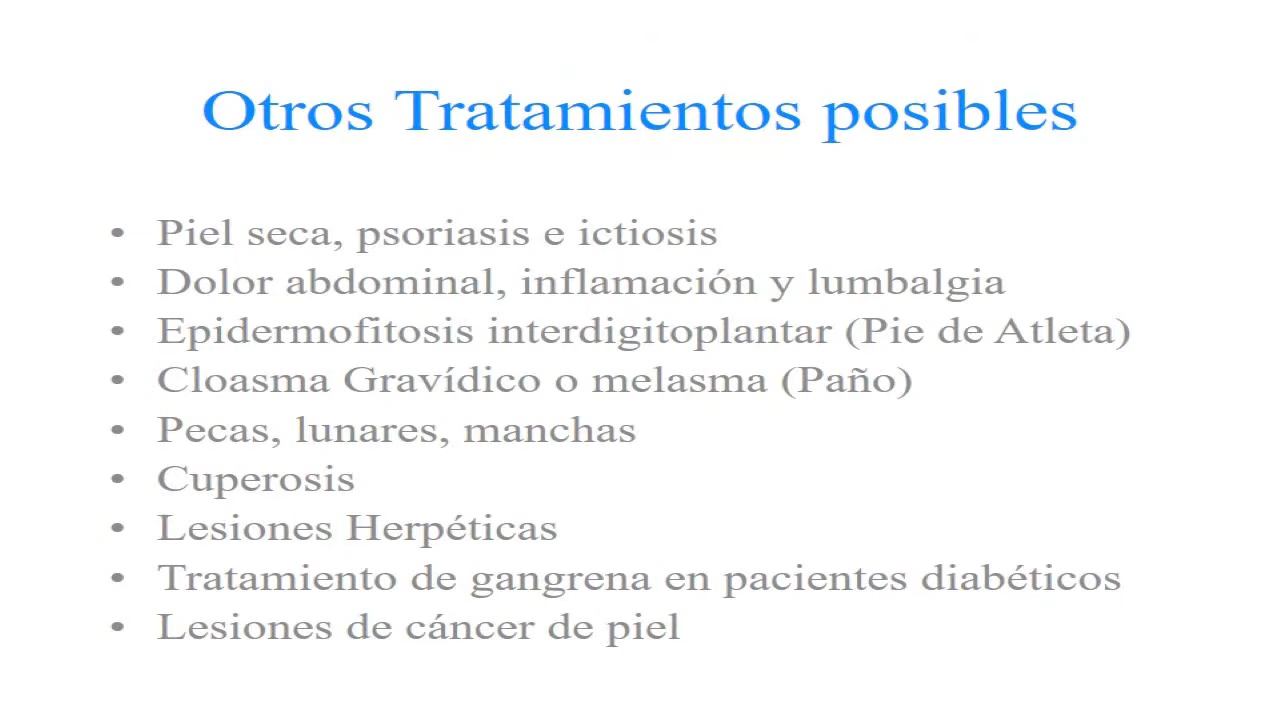 Otros Tratamientos posibles
• Piel seca, psoriasis e ictiosis
• Dolor abdominal, inflamación y lumbalgia
• Epidermofitosis interdigitoplantar (Pie de Atleta)
• Cloasma Gravídico o melasma (Paño)
• Pecas, lunares, manchas
• Cuperosis
• Lesiones Herpéticas
• Tratamiento de gangrena en pacientes diabéticos
• Lesiones de cáncer de piel